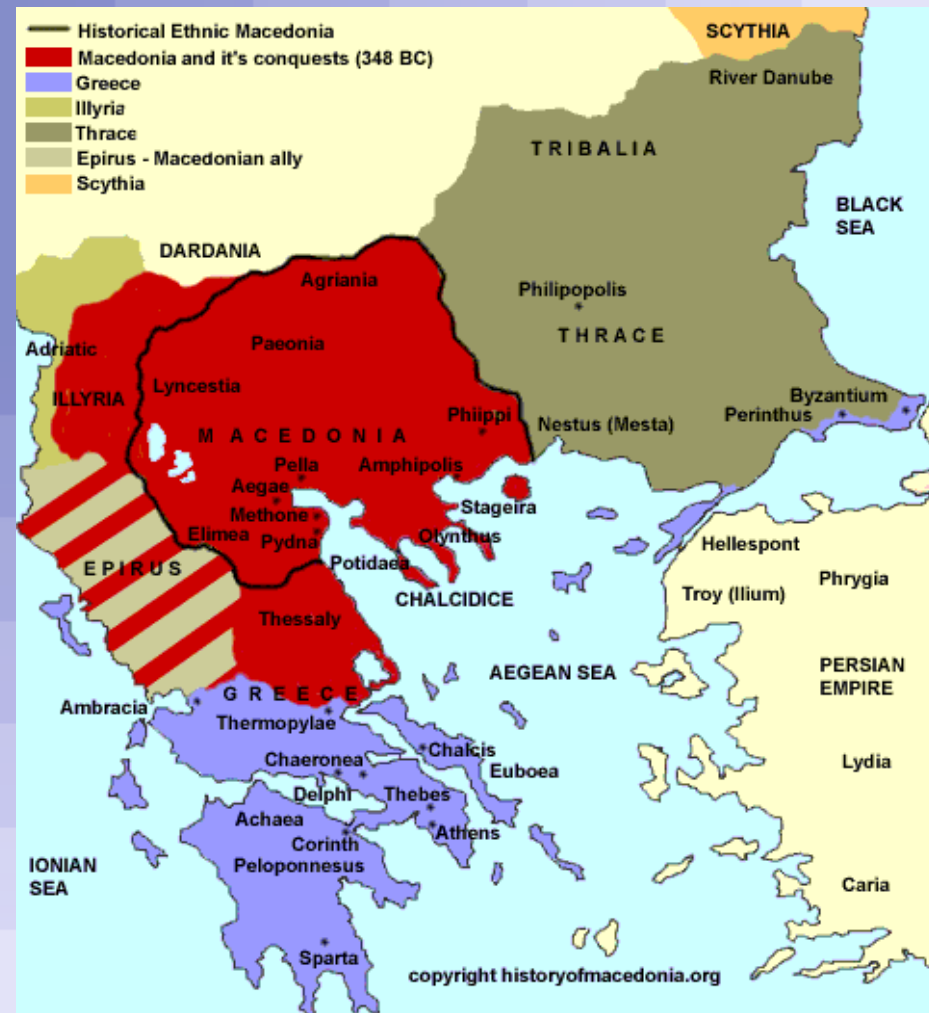 Historical Ethnic Macedonia
Macedonia and it's conquests (348 BC)
Greece
Illyria
Thrace
Epirus - Macedonian ally
Scythia
SCYTHIA
River Danube
TRIBALIA
BLACK
SEA
DARDANIA
Agriania
Philipopolis
THRACE
Adriatic
Paeonia
ILLYRIA
Lyncestia
Byzantium
Perinthus
Phiippi
Nestus (Mesta)
MACEDONIA
Pella
Amphipolis
Aegae
Stageira
Methone
Elimea
Pydna
Olynthus
Potidaea
Hellespont
EPIRUS
CHALCIDICE
Troy (Ilium)
Phrygia
Thessaly
AEGEAN SEA
PERSIAN
EMPIRE
GREECE
Ambracia
Thermopylae
Chaeronea
Chalcis
Euboea
Lydia
Delphi
Thebes
Achaea
Corinth
Athens
Peloponnesus
IONIAN
SEA
Caria
Sparta
copyright historyofmacedonia.org